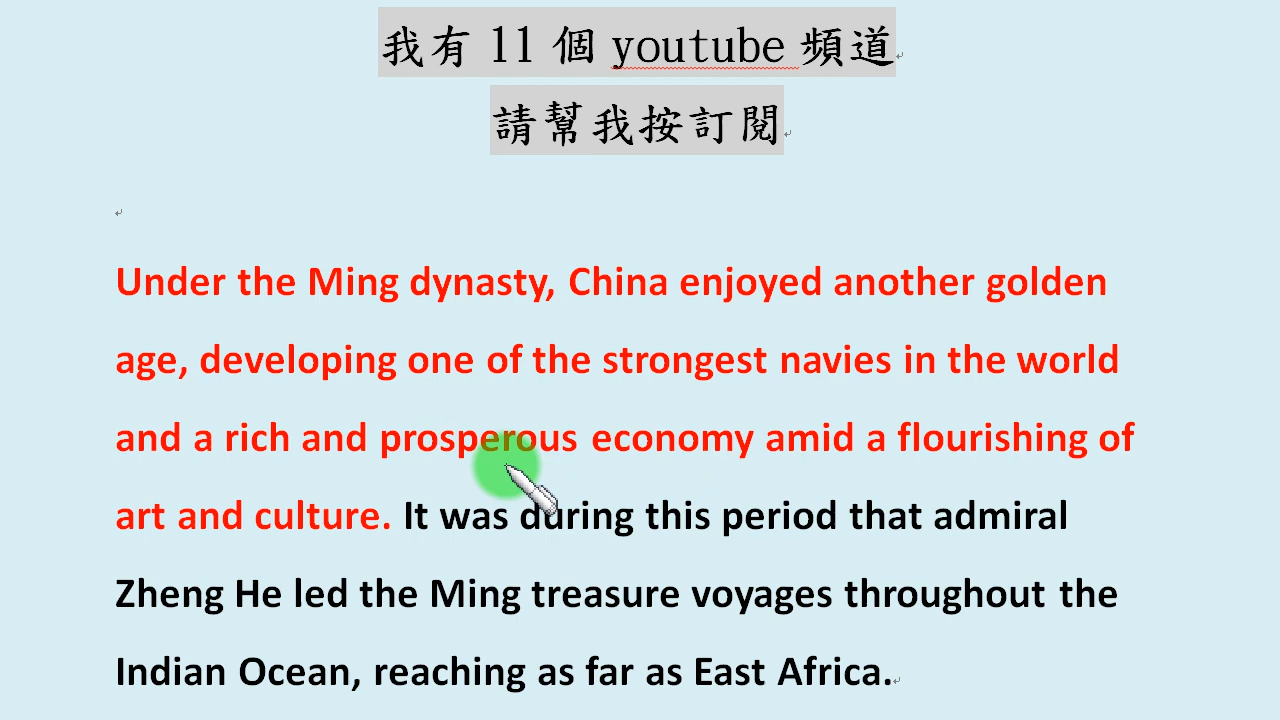 我有 11 個 youtube 頻道
請幫我按訂閱
Under the Ming dynasty, China enjoyed another golden
age, developing one of the strongest navies in the world
and a rich and prosperous economy amid a flourishing of
art and culture. It was during this period that admiral
Zheng He led the Ming treasure voyages throughout the
Indian Ocean, reaching as far as East Africa.